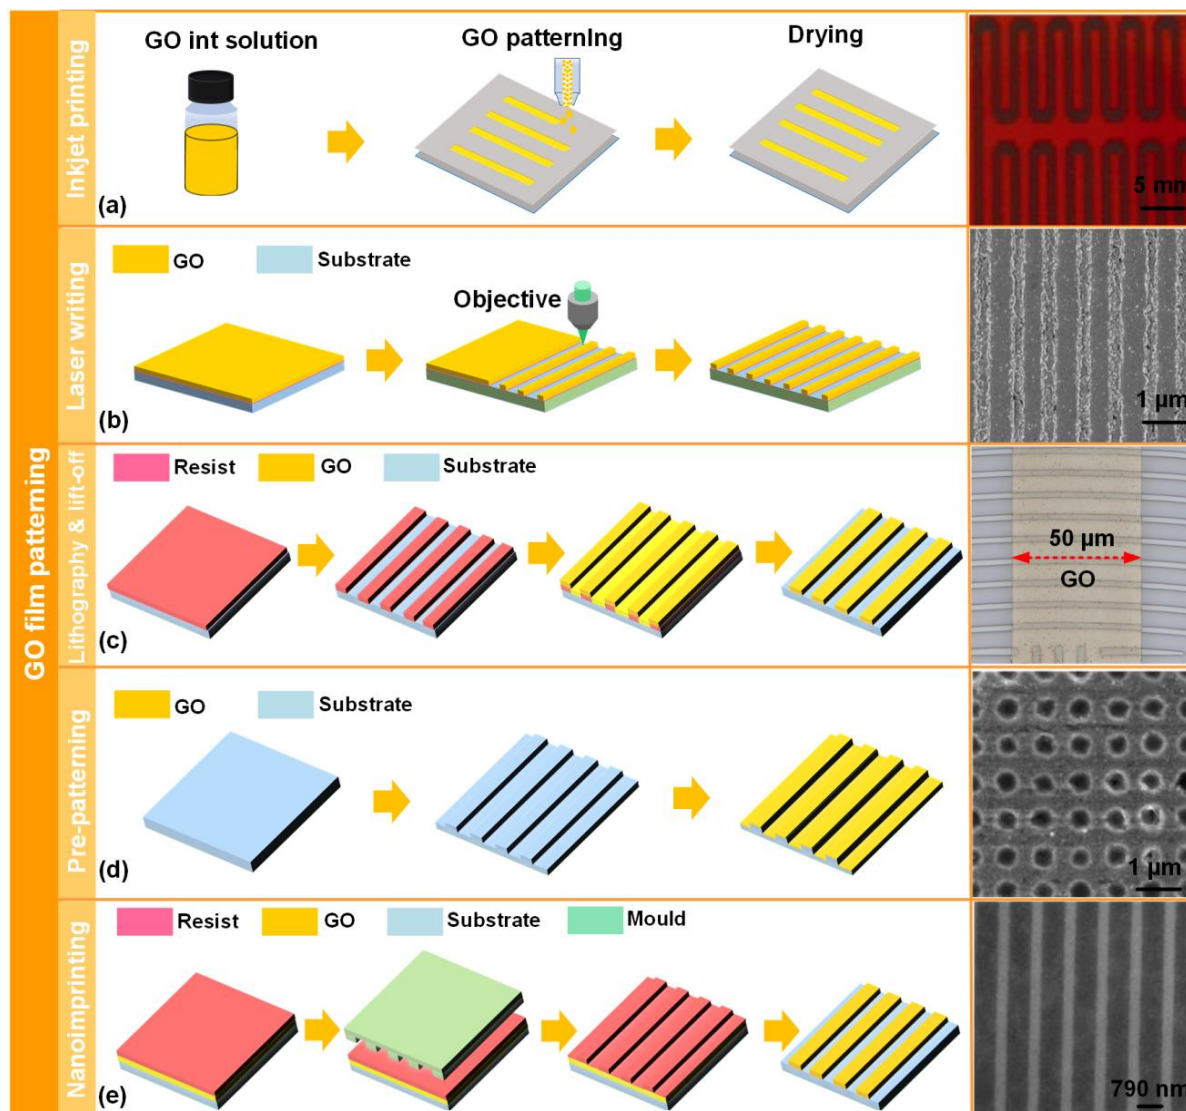 GO film patterning
Inkjet printing
GO int solution
GO patternIng
Drying
5 mm
(a)
Laser writing
GO
Substrate
Objective
1 µm
(b)
Lithography & lift-off
Resist
GO
Substrate
50 µm
GO
(c)
Pre-patterning
GO
Substrate
1 µm
(d)
Nanoimprinting
Resist
GO
Substrate
Mould
790 nm
(e)